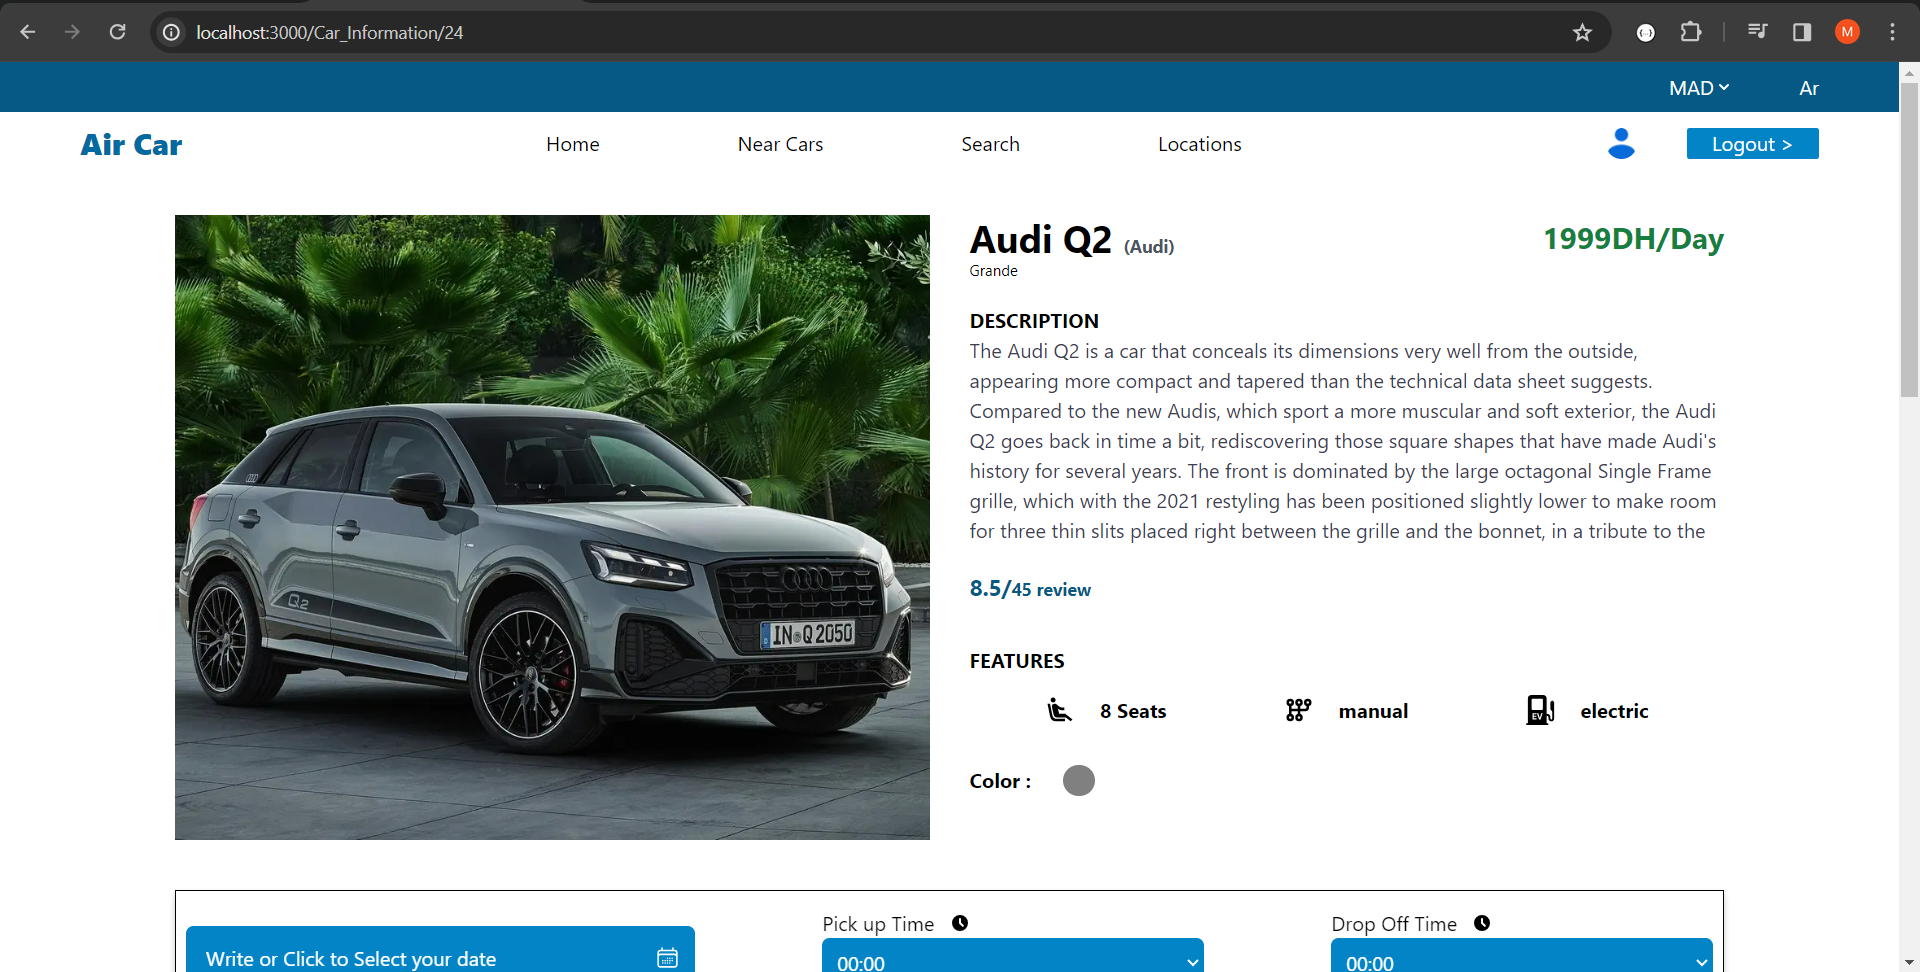 localhost:3000/Car_Information/24
M
MAD
Ar
Air Car
Home
Near Cars
Search
Locations
Logout >
Audi Q2 (Audi)
1999DH/Day
Grande
DESCRIPTION
The Audi Q2 is a car that conceals its dimensions very well from the outside,
appearing more compact and tapered than the technical data sheet suggests.
Compared to the new Audis, which sport a more muscular and soft exterior, the Audi
Q2 goes back in time a bit, rediscovering those square shapes that have made Audi's
history for several years. The front is dominated by the large octagonal Single Frame
grille, which with the 2021 restyling has been positioned slightly lower to make room
for three thin slits placed right between the grille and the bonnet, in a tribute to the
Q2
IN Q 2050
8.5/45 review
FEATURES
8 Seats
manual
EV
electric
Color :
Write or Click to Select your date
Pick up Time
00:00
Drop Off Time
00:00